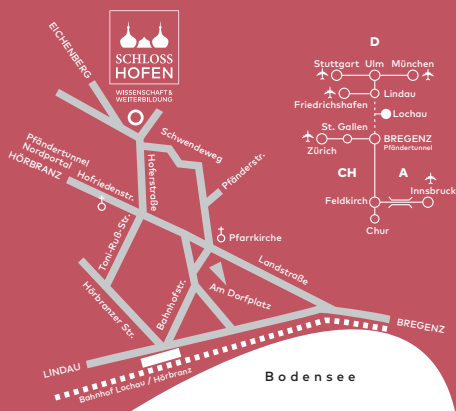 SCHLOSS
HOFEN
WISSENSCHAFT &
WEITERBILDUNG
EICHENBERG
Schwendeweg
Pfändertunnel
Nordportal
HÖRBRANZ
Hofriedenstr.
Hoferstraße
Pfänderstr.
Toni-Ruß-Str.
Pfarrkirche
Landstraße
Hörbranzer Str.
Bahnhofstr.
Am Dorfplatz
LINDAU
BREGENZ
Bahnhof Lochau / Hörbranz
Bodensee
D
Stuttgart Ulm München
Lindau
Friedrichshafen
Lochau
St. Gallen
BREGENZ
Pfändertunnel
Zürich
CH A
Innsbruck
Feldkirch
Chur